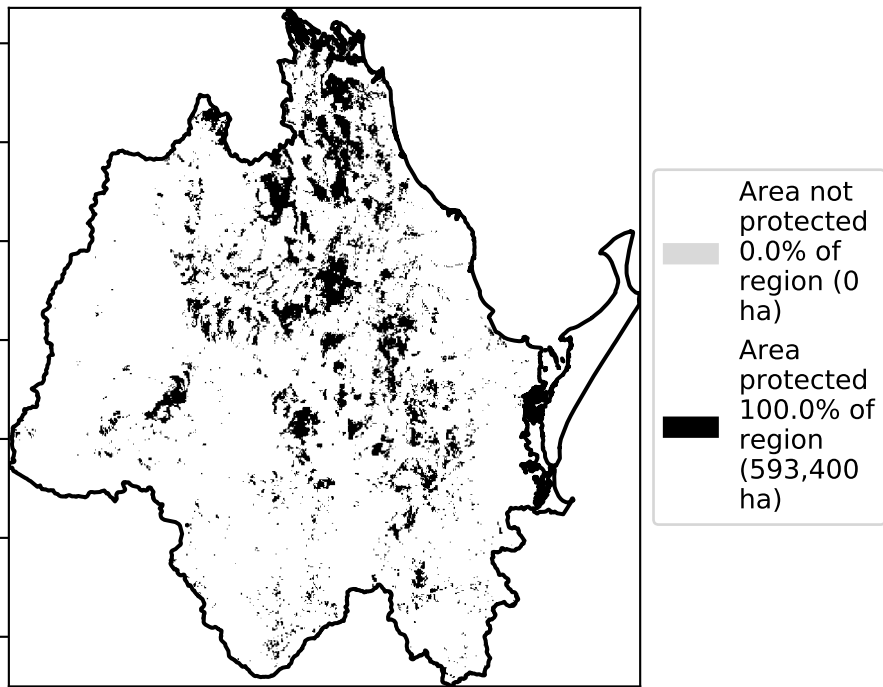 Area not
protected
0.0% of
region (0
ha)
Area
protected
100.0% of
region
(593,400
ha)